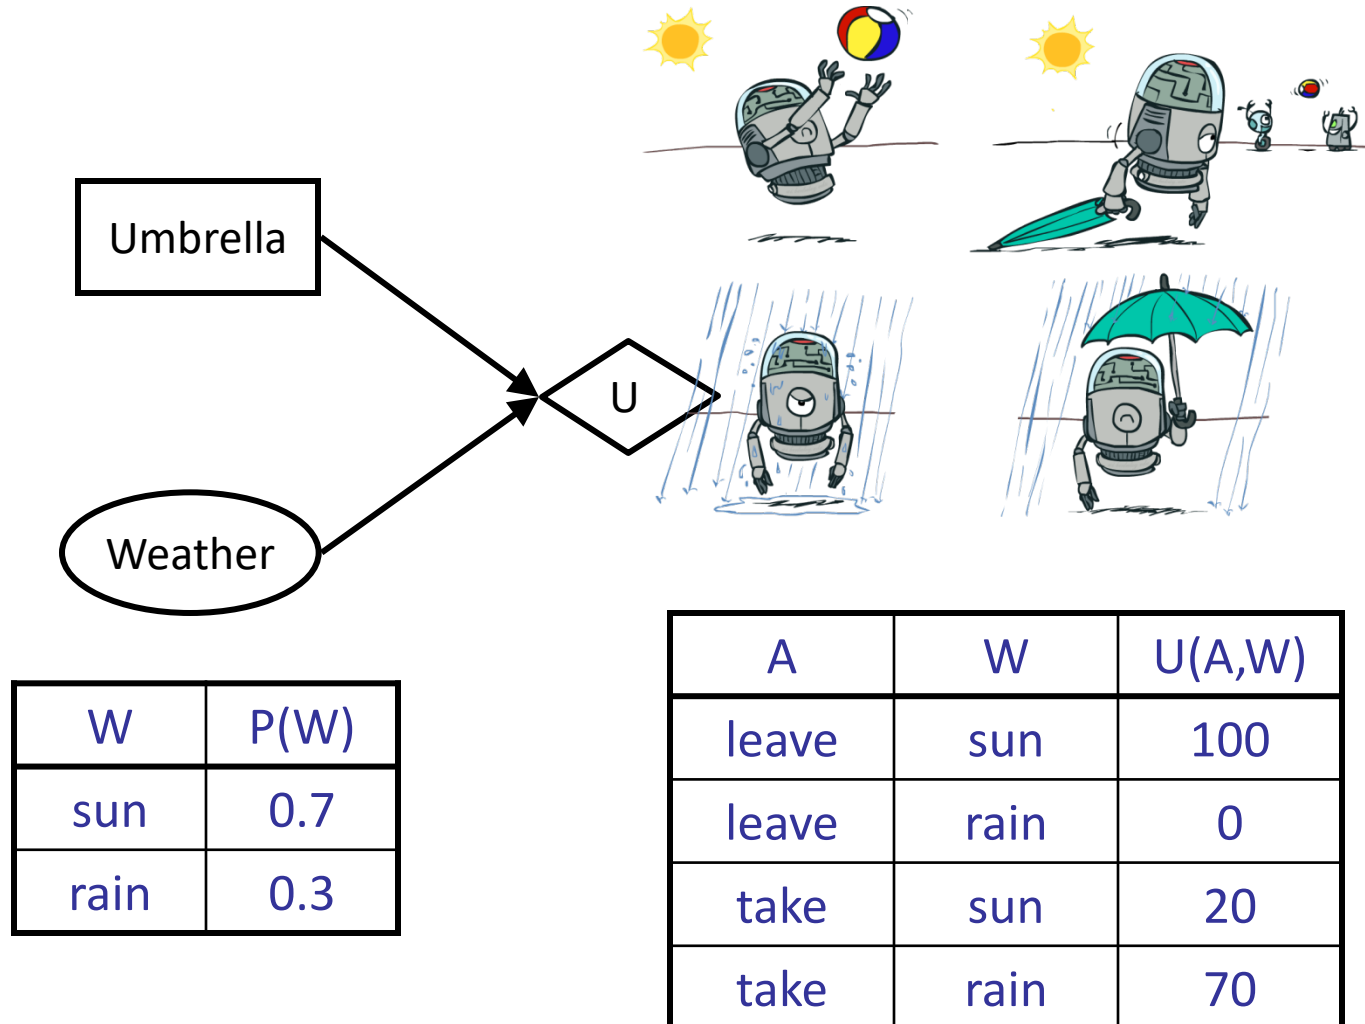 Umbrella
U
Weather
W P(W)
sun 0.7
rain 0.3
A W U(A,W)
leave sun 100
leave rain 0
take sun 20
take rain 70